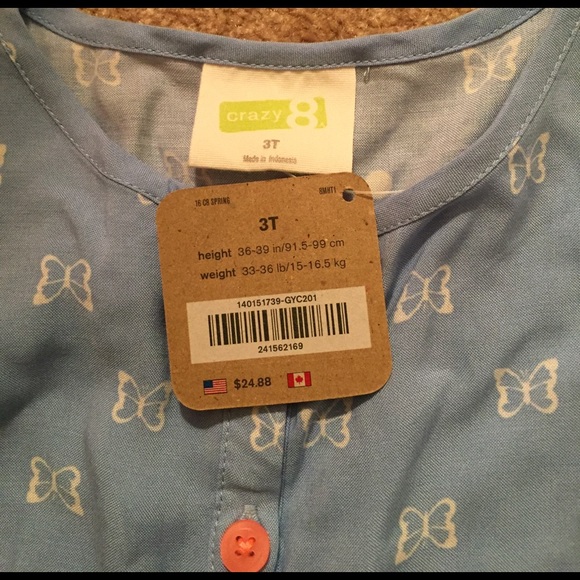 crazy 8
3T
Made in Indonesia
16 C8 SPRING
BMHT1
3T
height 36-39 in/91.5-99 cm
weight 33-36 lb/15-16.5 kg
140151739-GYC201
241562169
$24.88